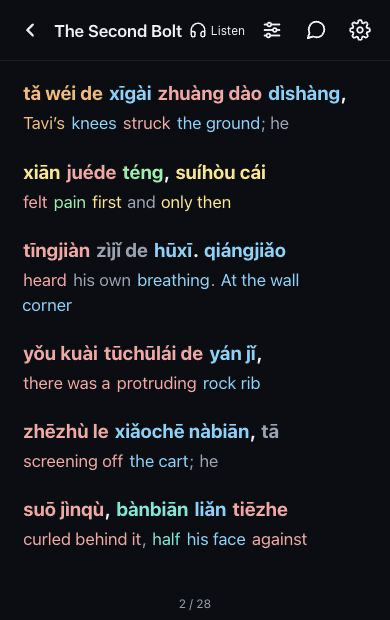 The Second Bolt Listen
tǎ wéi de xīgài zhuàng dào dìshàng,
Tavi's knees struck the ground; he
xiān juéde téng, suíhòu cái
felt pain first and only then
tīngjiàn zìjǐ de hūxī. qiángjiǎo
heard his own breathing. At the wall
corner
yǒu kuài tūchūlái de yán jǐ,
there was a protruding rock rib
zhēzhù le xiǎochē nàbiān, tā
screening off the cart; he
suō jìnqù, bànbiān liǎn tiēzhe
curled behind it, half his face against
2 / 28